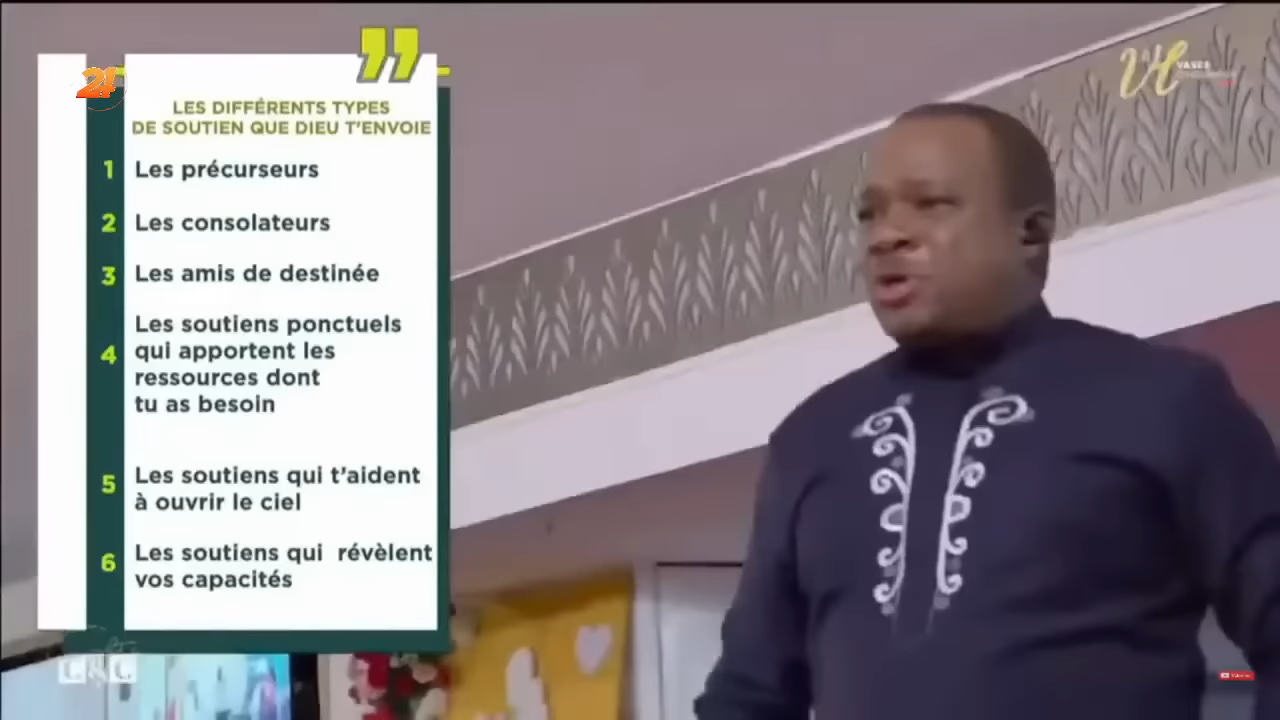 21
”
LES DIFFÉRENTS TYPES
DE SOUTIEN QUE DIEU T'ENVOIE
1 Les précurseurs
2 Les consolateurs
3 Les amis de destinée
4 Les soutiens ponctuels
qui apportent les
ressources dont
tu as besoin
5 Les soutiens qui t'aident
à ouvrir le ciel
6 Les soutiens qui révèlent
vos capacités
VASES
C&C